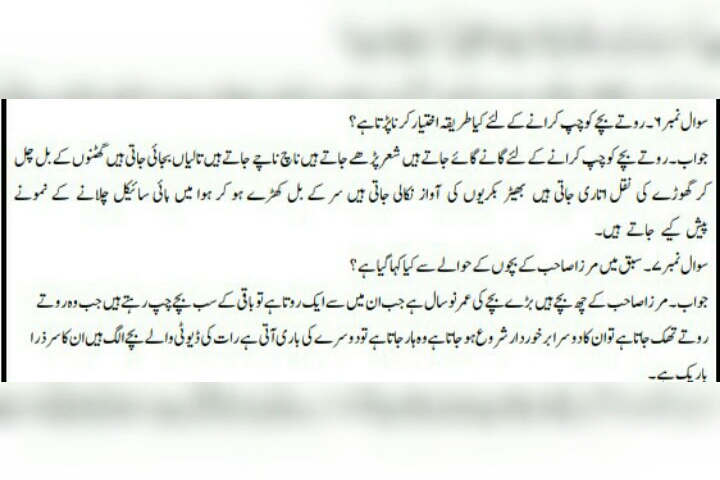 سوال نمبر ۶۔ روتے بچے کو چپ کرانے کے لئے کیا طریقہ اختیار کرنا پڑتا ہے؟
جواب۔ روتے بچے کو چپ کرانے کے لئے گانے گائے جاتے ہیں شعر پڑھے جاتے ہیں ناچ ناچے جاتے ہیں تالیاں بجائی جاتی ہیں گھٹنوں کے بل چل
کر گھوڑے کی نقل اتاری جاتی ہیں بھیڑ بکریوں کی آواز نکالی جاتی ہیں سر کے بل کھڑے ہو کر ہوا میں بائی سائیکل چلانے کے نمونے
پیش کیے جاتے ہیں۔
سوال نمبر ۷۔ سبق میں مرزا صاحب کے بچوں کے حوالے سے کیا کہا گیا ہے؟
جواب۔ مرزا صاحب کے چھ بچے ہیں بڑے بچے کی عمر نو سال ہے جب ان میں سے ایک روتا ہے تو باقی کے سب بچے چپ رہتے ہیں جب وہ روتے
روتے تھک جاتا ہے تو ان کا دوسرا برخوردار شروع ہو جاتا ہے وہ ہار جاتا ہے تو دوسرے کی باری آتی ہے رات کی ڈیوٹی والے بچے الگ ہیں ان کا سر ذرا
باریک ہے۔